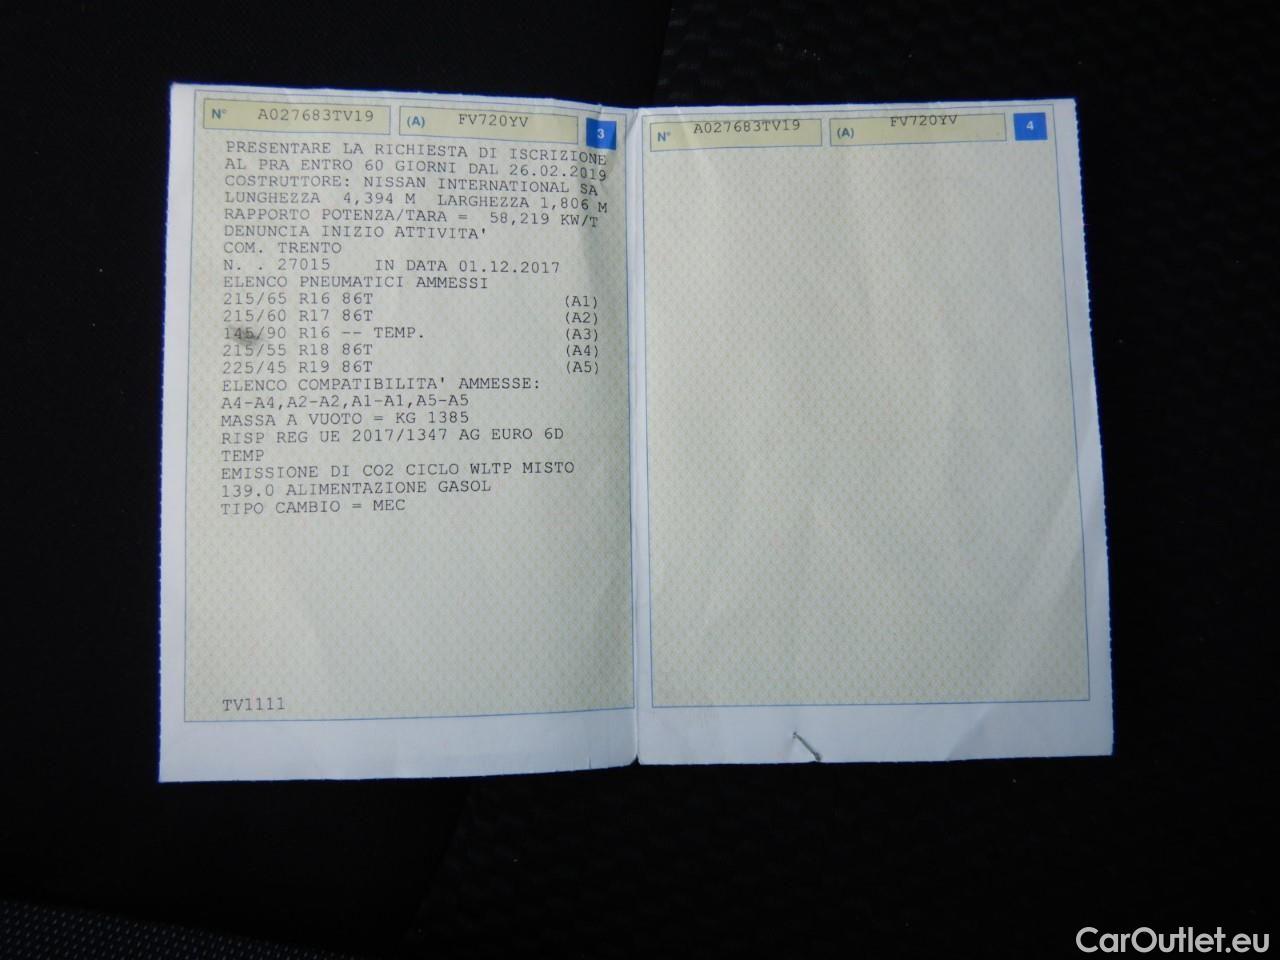 N° A027683TV19 (A) FV720YV 3
PRESENTARE LA RICHIESTA DI ISCRIZIONE
AL PRA ENTRO 60 GIORNI DAL 26.02.2019
COSTRUTTORE: NISSAN INTERNATIONAL SA
LUNGHEZZA 4,394 M LARGHEZZA 1,806 M
RAPPORTO POTENZA/TARA = 58,219 KW/T
DENUNCIA INIZIO ATTIVITA'
COM. TRENTO
N. . 27015 IN DATA 01.12.2017
ELENCO PNEUMATICI AMMESSI
215/65 R16 86T (A1)
215/60 R17 86T (A2)
145/90 R16 -- TEMP. (A3)
215/55 R18 86T (A4)
225/45 R19 86T (A5)
ELENCO COMPATIBILITA' AMMESSE:
A4-A4,A2-A2,A1-A1,A5-A5
MASSA A VUOTO = KG 1385
RISP REG UE 2017/1347 AG EURO 6D
TEMP
EMISSIONE DI CO2 CICLO WLTP MISTO
139.0 ALIMENTAZIONE GASOL
TIPO CAMBIO = MEC
TV1111
N° A027683TV19 (A) FV720YV 4
CarOutlet.eu